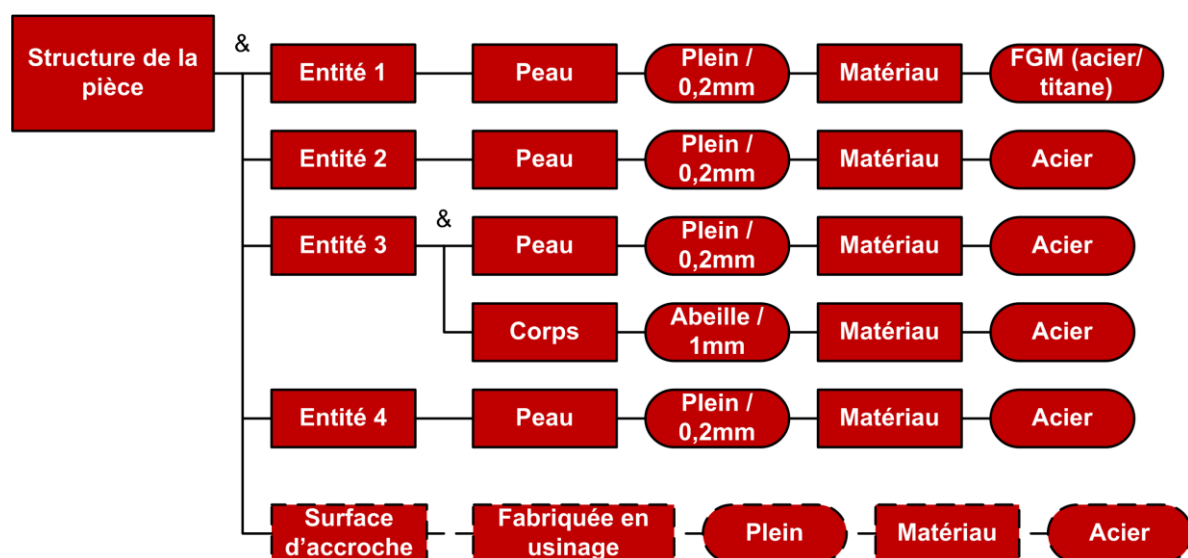 Structure de la
pièce
&
Entité 1
Peau
Plein /
0,2mm
Matériau
FGM (acier/
titane)
Entité 2
Peau
Plein /
0,2mm
Matériau
Acier
Entité 3
&
Peau
Plein /
0,2mm
Matériau
Acier
Corps
Abeille /
1mm
Matériau
Acier
Entité 4
Peau
Plein /
0,2mm
Matériau
Acier
Surface
d’accroche
Fabriquée en
usinage
Plein
Matériau
Acier